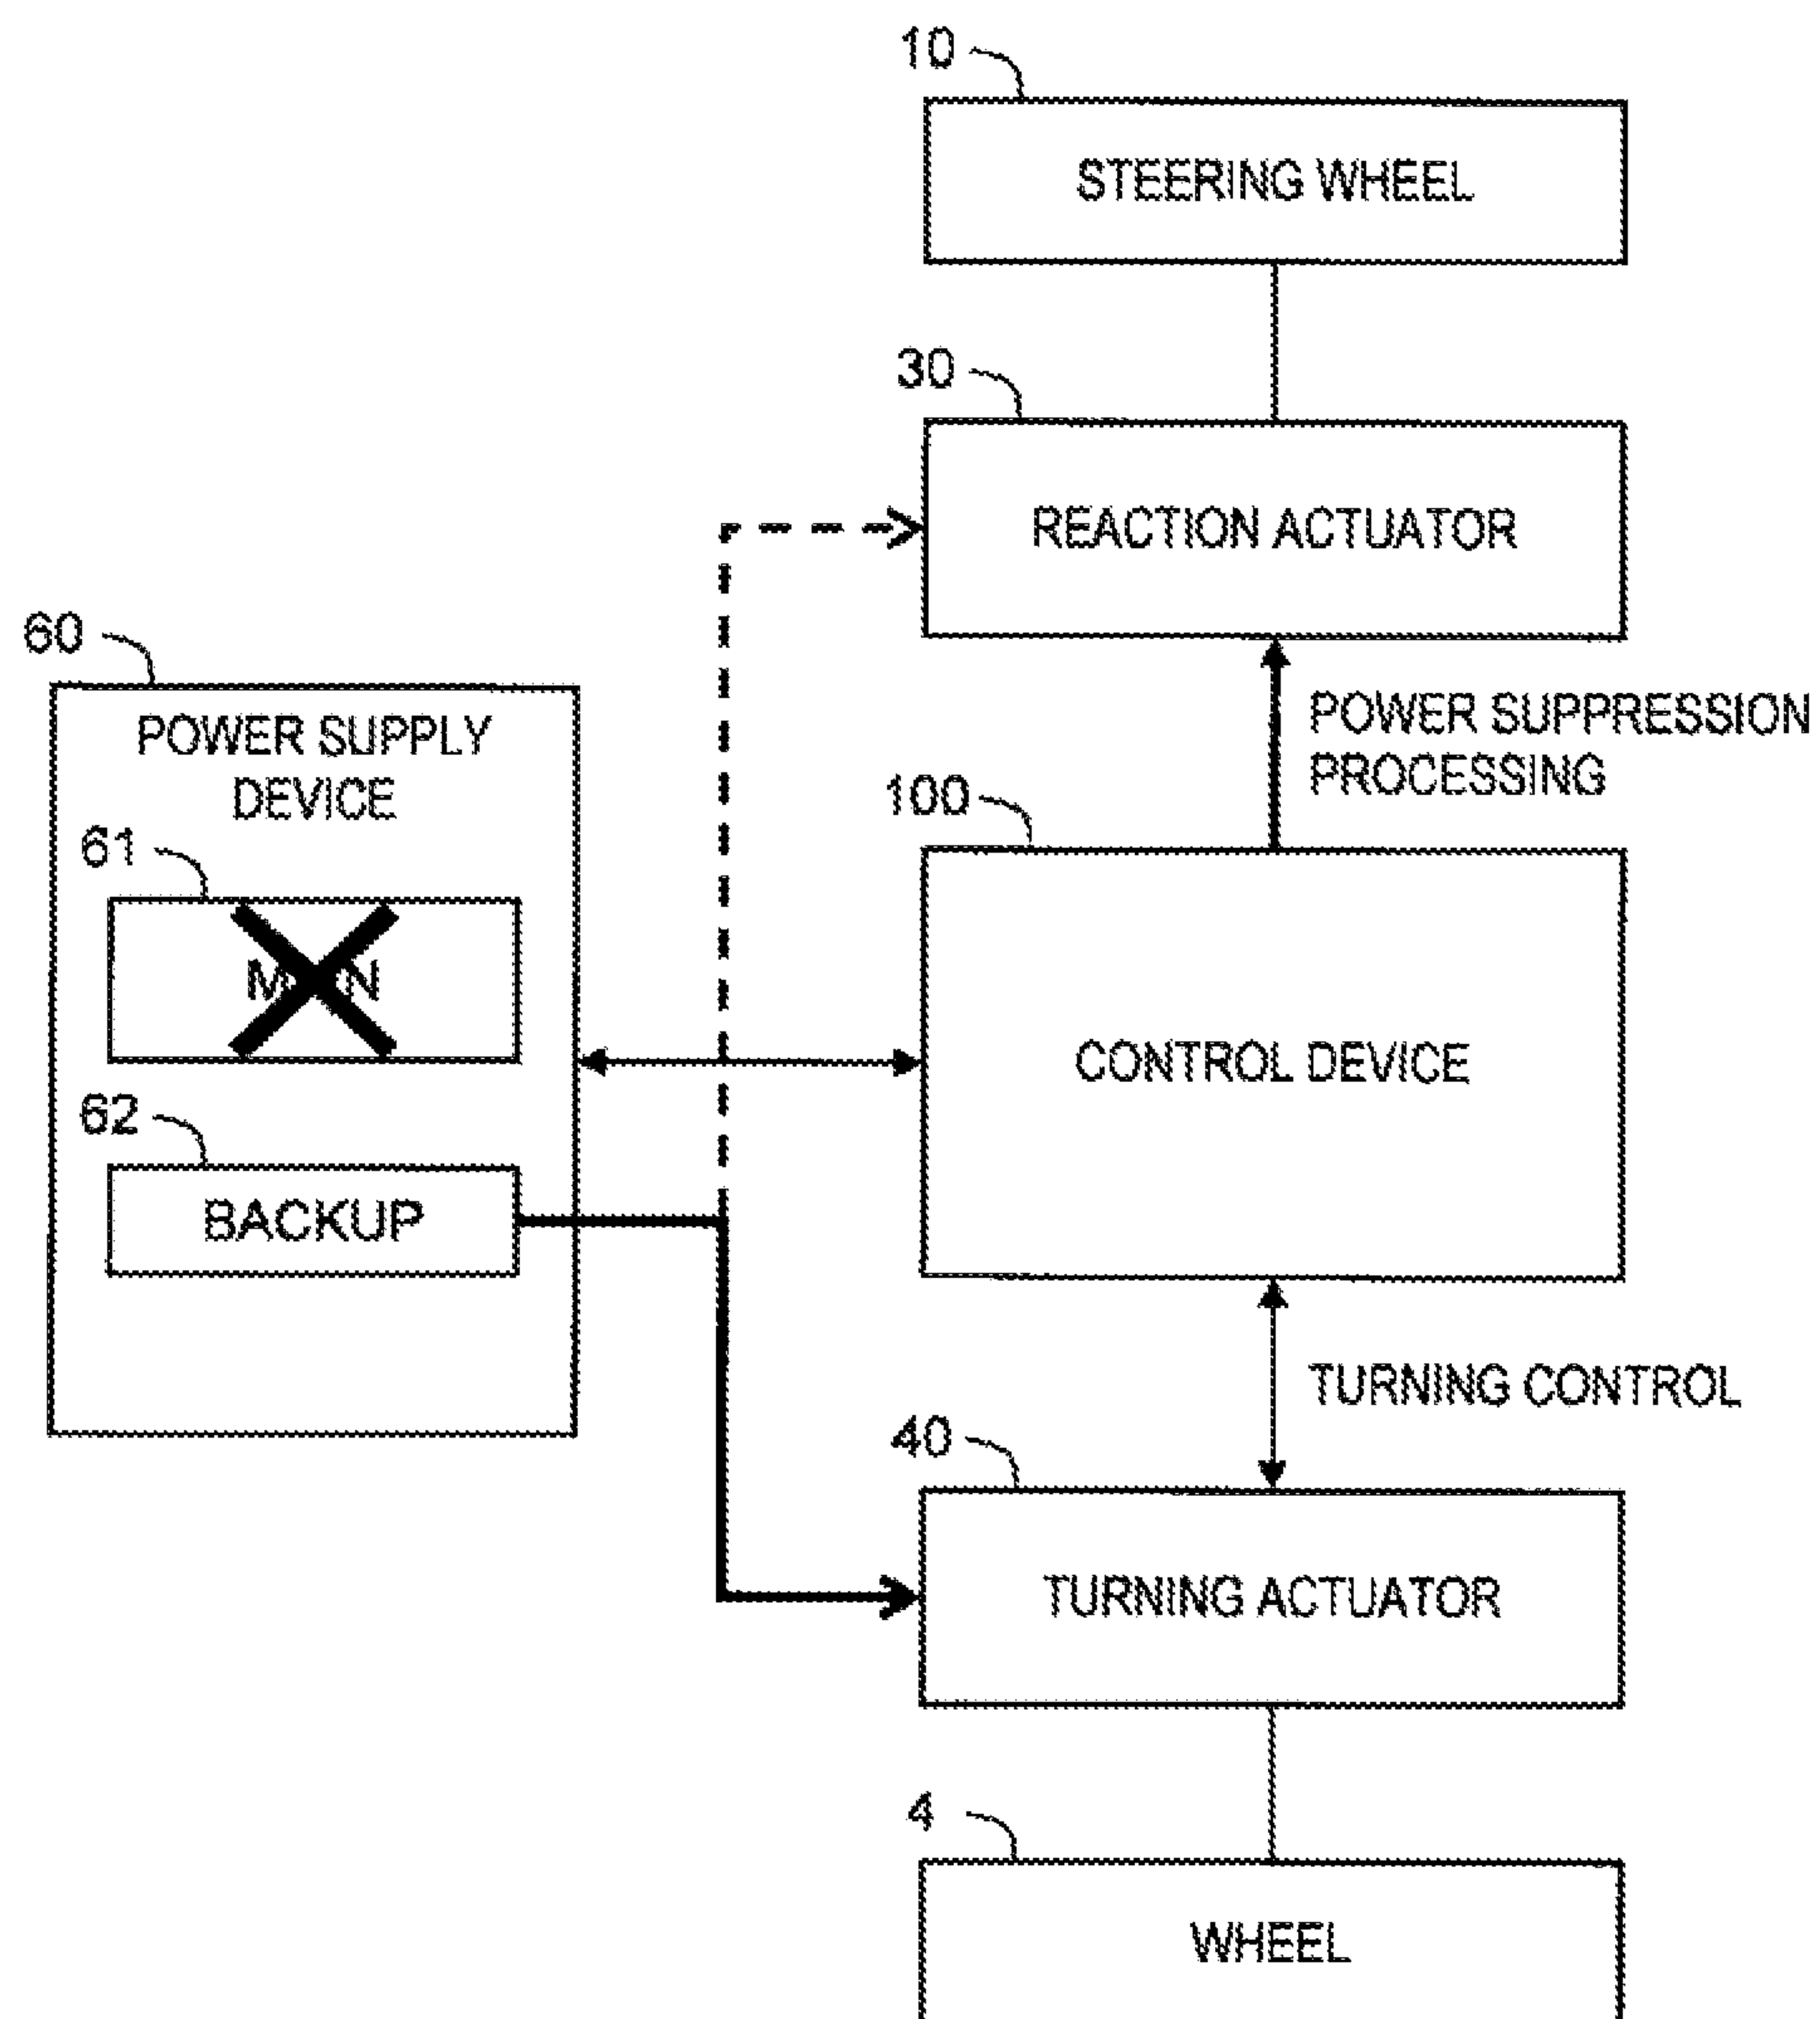 10
STEERING WHEEL
30
REACTION ACTUATOR
60
POWER SUPPLY
DEVICE
POWER SUPPRESSION
PROCESSING
100
61
62
BACKUP
CONTROL DEVICE
TURNING CONTROL
40
TURNING ACTUATOR
4
WHEEL